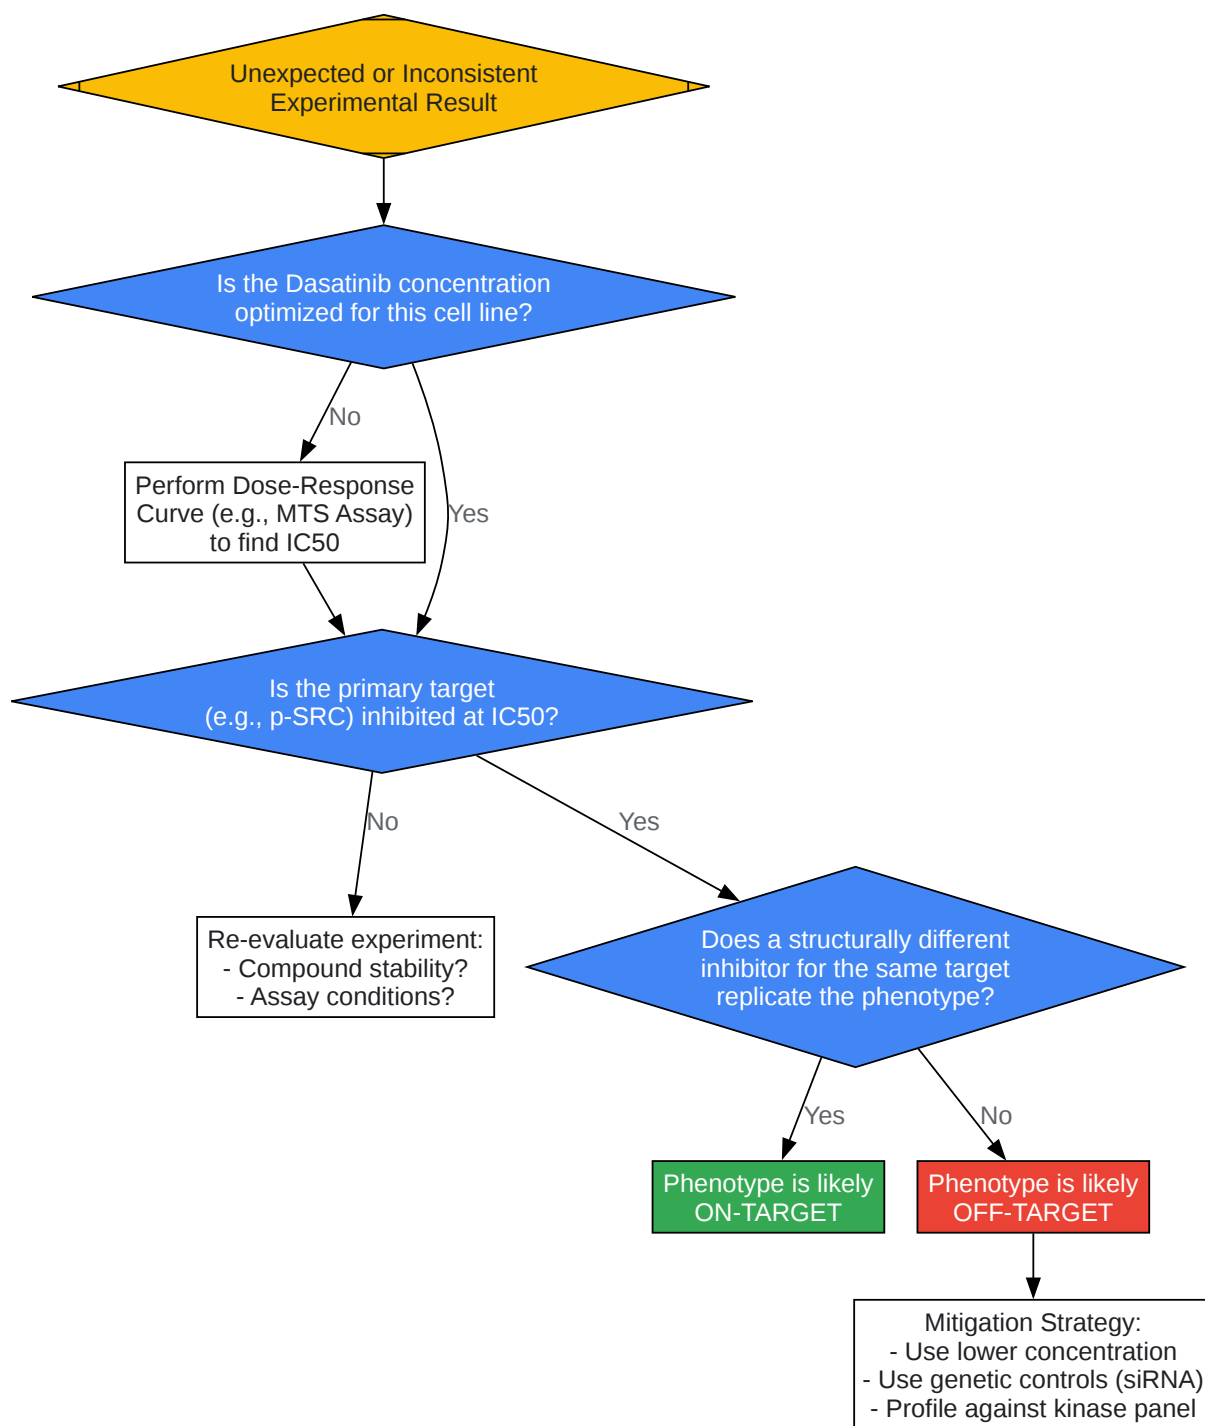 Unexpected or Inconsistent
Experimental Result
Is the Dasatinib concentration
optimized for this cell line?
No
Yes
Perform Dose-Response
Curve (e.g., MTS Assay)
to find IC50
Is the primary target
(e.g., p-SRC) inhibited at IC50?
No
Yes
Re-evaluate experiment:
- Compound stability?
- Assay conditions?
Does a structurally different
inhibitor for the same target
replicate the phenotype?
Yes
No
Phenotype is likely
ON-TARGET
Phenotype is likely
OFF-TARGET
Mitigation Strategy:
- Use lower concentration
- Use genetic controls (siRNA)
- Profile against kinase panel